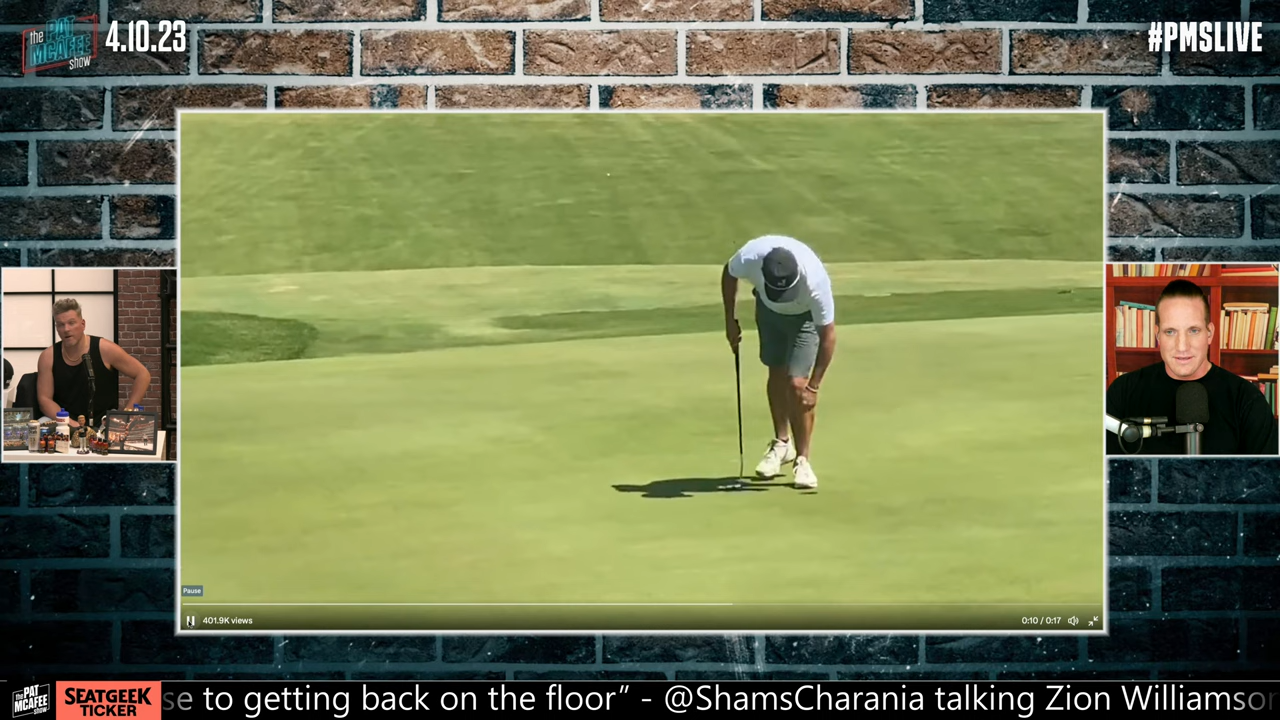 the PAT MCAFEE show
4.10.23
#PMSLIVE
Pause
401.9K views
0:10 / 0:17
the PAT MCAFEE show
SEATGEEK TICKER
se to getting back on the floor” - @ShamsCharania talking Zion Williamson